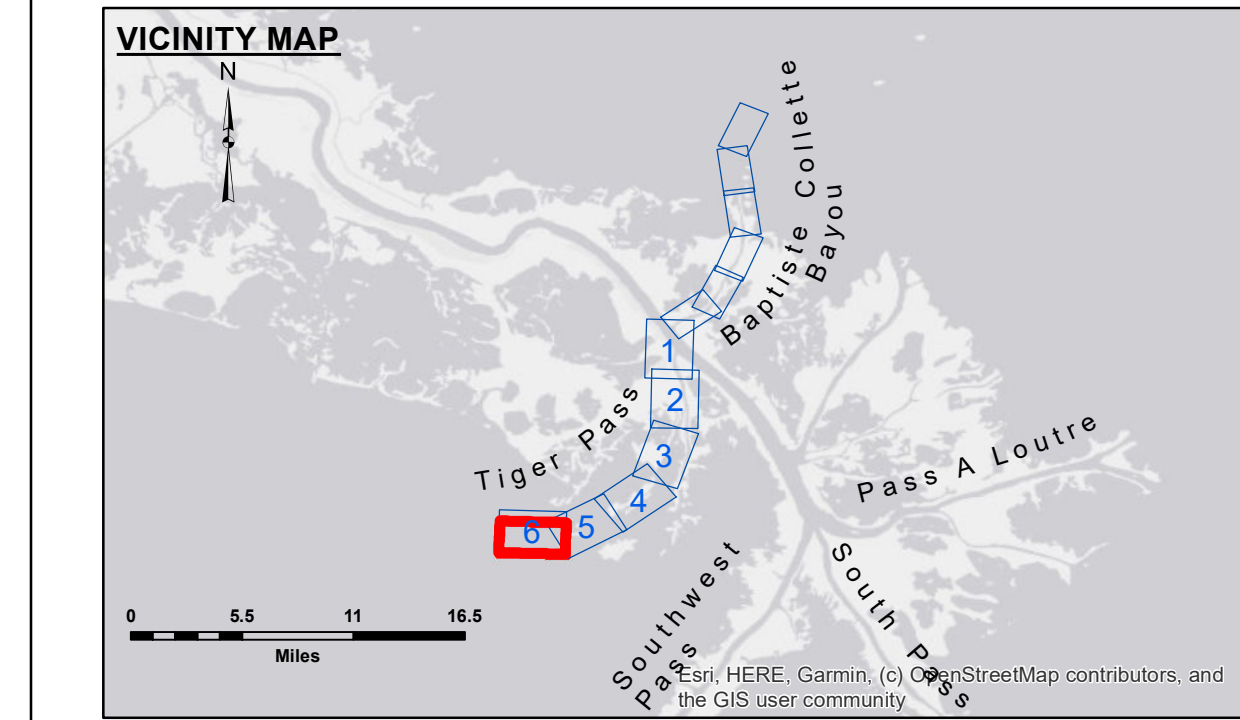 VICINITY MAP
N
Baptiste Collette
Bayou
1
2
Tiger Pass
3
4
5
6
Pass A Loutre
Southwest
Pass
South Pass
0 5.5 11 16.5
Miles
Esri, HERE, Garmin, (c) OpenStreetMap contributors, and
the GIS user community